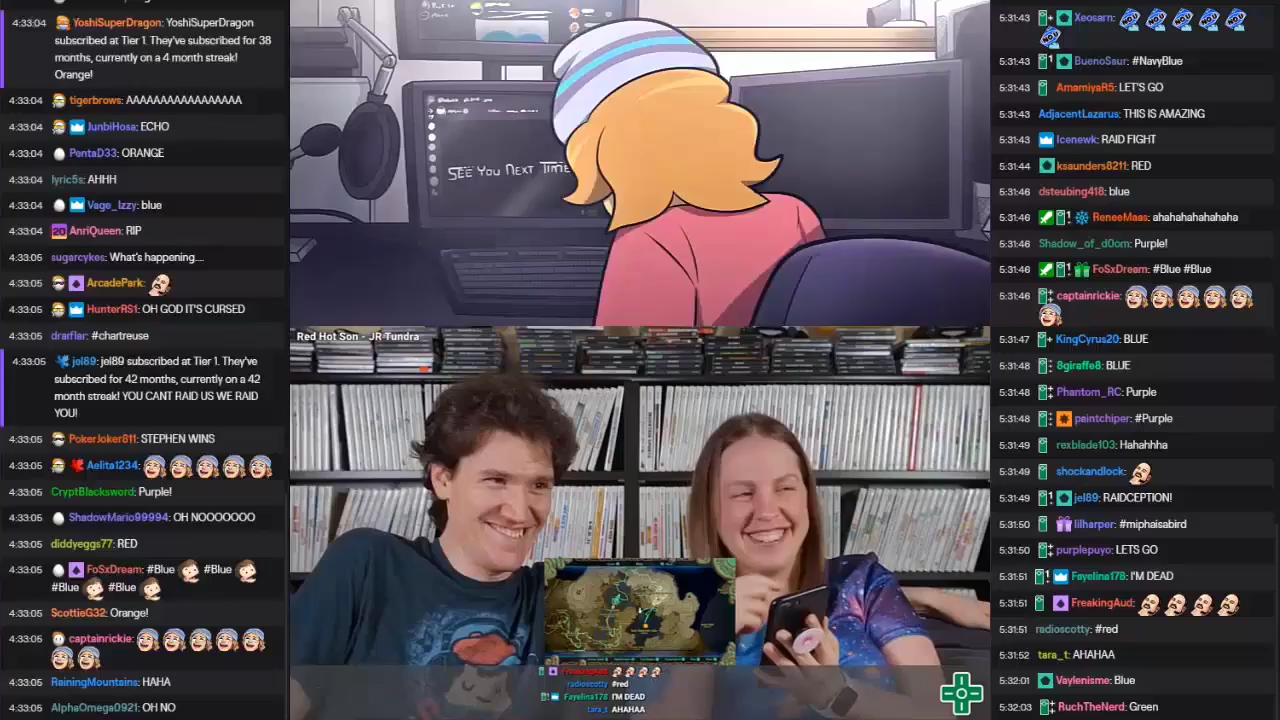 4:33:04 YoshiSuperDragon: YoshiSuperDragon
subscribed at Tier 1. They've subscribed for 38
months, currently on a 4 month streak!
Orange!
4:33:04 tigerbrows: AAAAAAAAAAAAAAAAA
4:33:04 JunbiHosa: ECHO
4:33:04 PentaD33: ORANGE
4:33:04 lyric5s: AHHH
4:33:04 Vage_Izzy: blue
4:33:04 AnriQueen: RIP
4:33:05 sugarcykes: What's happening....
4:33:05 ArcadePark:
4:33:05 HunterRS1: OH GOD IT'S CURSED
4:33:05 draflar: #chartreuse
4:33:05 jel89: jel89 subscribed at Tier 1. They've
subscribed for 42 months, currently on a 42
month streak! YOU CANT RAID US WE RAID
YOU!
4:33:05 PokerJoker811: STEPHEN WINS
4:33:05 Aelita1234:
4:33:05 CryptBlacksword: Purple!
4:33:05 ShadowMario99994: OH NOOOOOO
4:33:05 diddyeggs77: RED
4:33:05 FoSxDream: #Blue #Blue
#Blue #Blue
4:33:05 ScottieG32: Orange!
4:33:05 captainrickie:
4:33:05 RainingMountains: HAHA
4:33:05 AlphaOmega0921: OH NO
SEE YOU NEXT TIME
Red Hot Son - JR Tundra
radioscotty #red
Fayelina178 I'M DEAD
tara_t AHAHAA
5:31:43 Xeosarn:
5:31:43 BuenoSaur: #NavyBlue
5:31:43 AmamiyaR5: LET'S GO
5:31:43 AdjacentLazarus: THIS IS AMAZING
5:31:43 Icenewk: RAID FIGHT
5:31:44 ksaunders8211: RED
5:31:46 dsteubing418: blue
5:31:46 ReneeMaas: ahahahahahaha
5:31:46 Shadow_of_d0om: Purple!
5:31:46 FoSxDream: #Blue #Blue
5:31:46 captainrickie:
5:31:47 KingCyrus20: BLUE
5:31:48 8giraffe8: BLUE
5:31:48 Phantom_RC: Purple
5:31:48 paintchiper: #Purple
5:31:49 rexblade103: Hahahhha
5:31:49 shockandlock:
5:31:49 jel89: RAIDCEPTION!
5:31:50 lilharper: #miphaisabird
5:31:50 purplepuyo: LETS GO
5:31:51 Fayelina178: I'M DEAD
5:31:51 FreakingAud:
5:31:51 radioscotty: #red
5:31:52 tara_t: AHAHAA
5:32:01 Vaylenisme: Blue
5:32:03 RuchTheNerd: Green